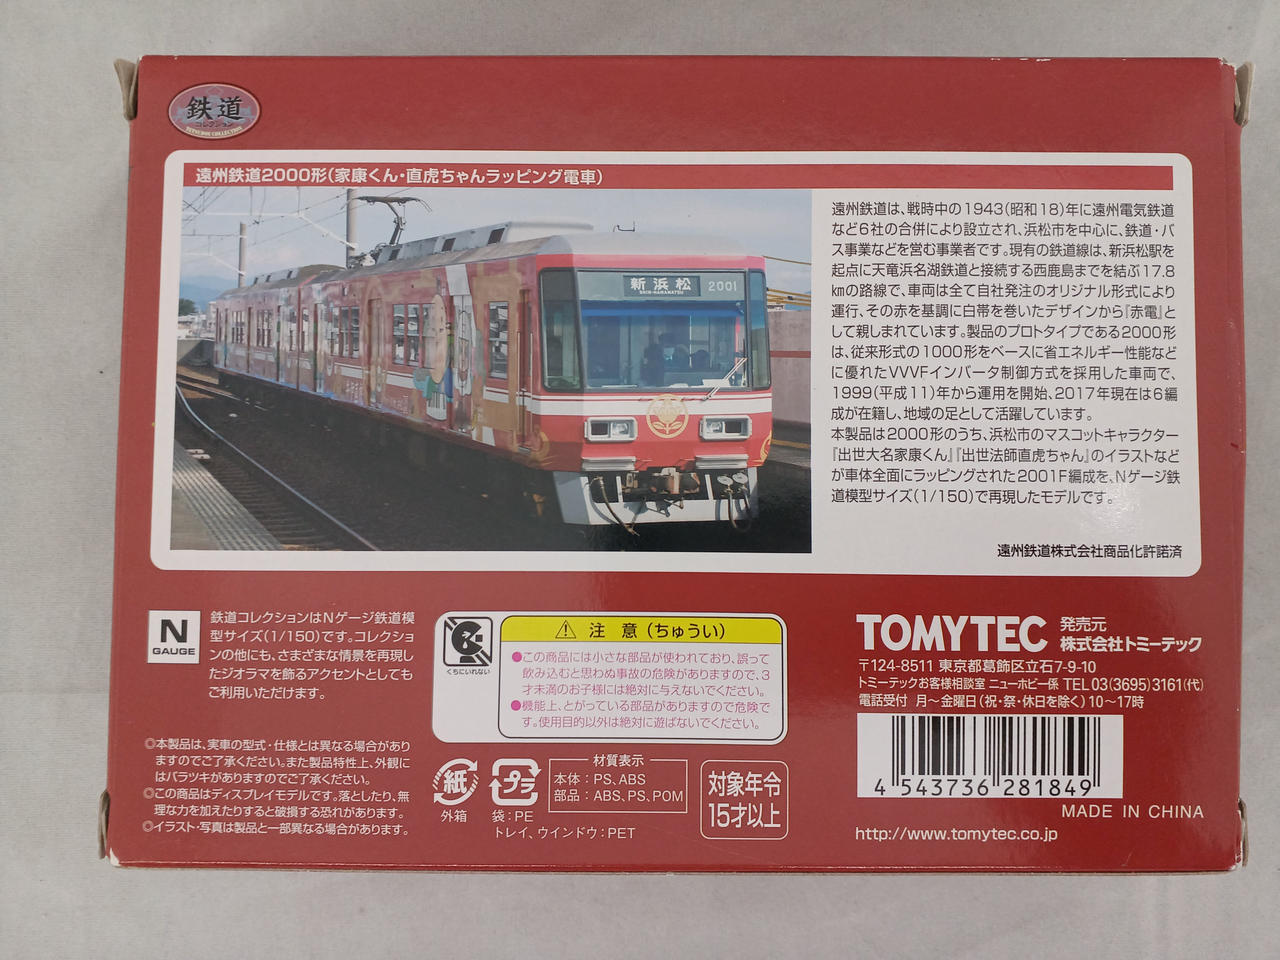 鉄道
コレクション
TETSUDOU COLLECTION
遠州鉄道2000形(家康くん・直虎ちゃんラッピング電車)
新浜松
SHIN-HAMAMATSU
2001
遠州鉄道は、戦時中の1943(昭和18)年に遠州電気鉄道
など6社の合併により設立され、浜松市を中心に、鉄道・バ
ス事業などを営む事業者です。現有の鉄道線は、新浜松駅を
起点に天竜浜名湖鉄道と接続する西鹿島までを結ぶ17.8
kmの路線で、車両は全て自社発注のオリジナル形式により
運行、その赤を基調に白帯を巻いたデザインから『赤電』と
して親しまれています。製品のプロトタイプである2000形
は、従来形式の1000形をベースに省エネルギー性能など
に優れたVVVFインバータ制御方式を採用した車両で、
1999(平成11)年から運用を開始、2017年現在は6編
成が在籍し、地域の足として活躍しています。
本製品は2000形のうち、浜松市のマスコットキャラクター
『出世大名家康くん』『出世法師直虎ちゃん』のイラストなど
が車体全面にラッピングされた2001F編成を、Nゲージ鉄
道模型サイズ(1/150)で再現したモデルです。
遠州鉄道株式会社商品化許諾済
N
GAUGE
鉄道コレクションはNゲージ鉄道模
型サイズ(1/150)です。コレクショ
ンの他にも、さまざまな情景を再現し
たジオラマを飾るアクセントとしても
ご利用いただけます。
◎本製品は、実車の型式・仕様とは異なる場合があり
ますのでご了承ください。また製品特性上、外観に
はバラツキがありますのでご了承ください。
◎この商品はディスプレイモデルです。落としたり、無
理な力を加えたりすると破損する恐れがあります。
◎イラスト・写真は製品と一部異なる場合があります。
くちにいれない
注意(ちゅうい)
●この商品には小さな部品が使われており、誤って
飲み込むと思わぬ事故の危険がありますので、3
才未満のお子様には絶対に与えないでください。
●機能上、とがっている部品がありますので危険で
す。使用目的以外は絶対に遊ばないでください。
紙
外箱
プラ
袋:PE
トレイ、ウインドウ:PET
材質表示
本体:PS、ABS
部品:ABS、PS、POM
対象年令
15才以上
TOMYTEC
発売元
株式会社トミーテック
〒124-8511 東京都葛飾区立石7-9-10
トミーテックお客様相談室 ニューホビー係 TEL 03(3695)3161(代)
電話受付 月～金曜日(祝・祭・休日を除く)10～17時
4 543736 281849
MADE IN CHINA
http://www.tomytec.co.jp